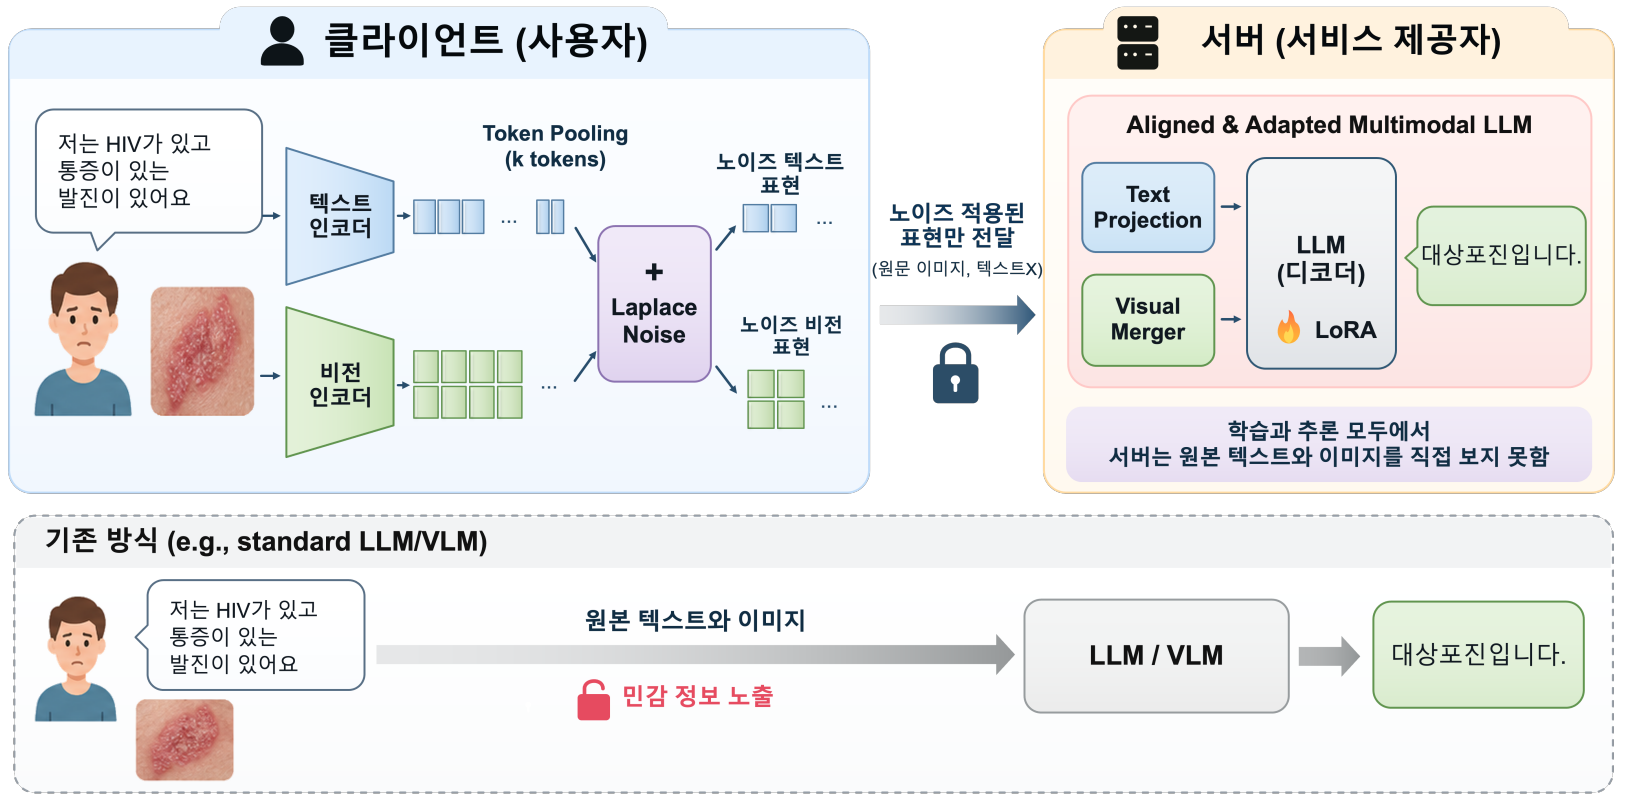 클라이언트 (사용자)
저는 HIV가 있고
통증이 있는
발진이 있어요
텍스트
인코더
비전
인코더
Token Pooling
(k tokens)
...
...
+
Laplace
Noise
노이즈 텍스트
표현
...
노이즈 비전
표현
...
노이즈 적용된
표현만 전달
(원문 이미지, 텍스트X)
서버 (서비스 제공자)
Aligned & Adapted Multimodal LLM
Text
Projection
Visual
Merger
LLM
(디코더)
LoRA
대상포진입니다.
학습과 추론 모두에서
서버는 원본 텍스트와 이미지를 직접 보지 못함
기존 방식 (e.g., standard LLM/VLM)
저는 HIV가 있고
통증이 있는
발진이 있어요
원본 텍스트와 이미지
민감 정보 노출
LLM / VLM
대상포진입니다.